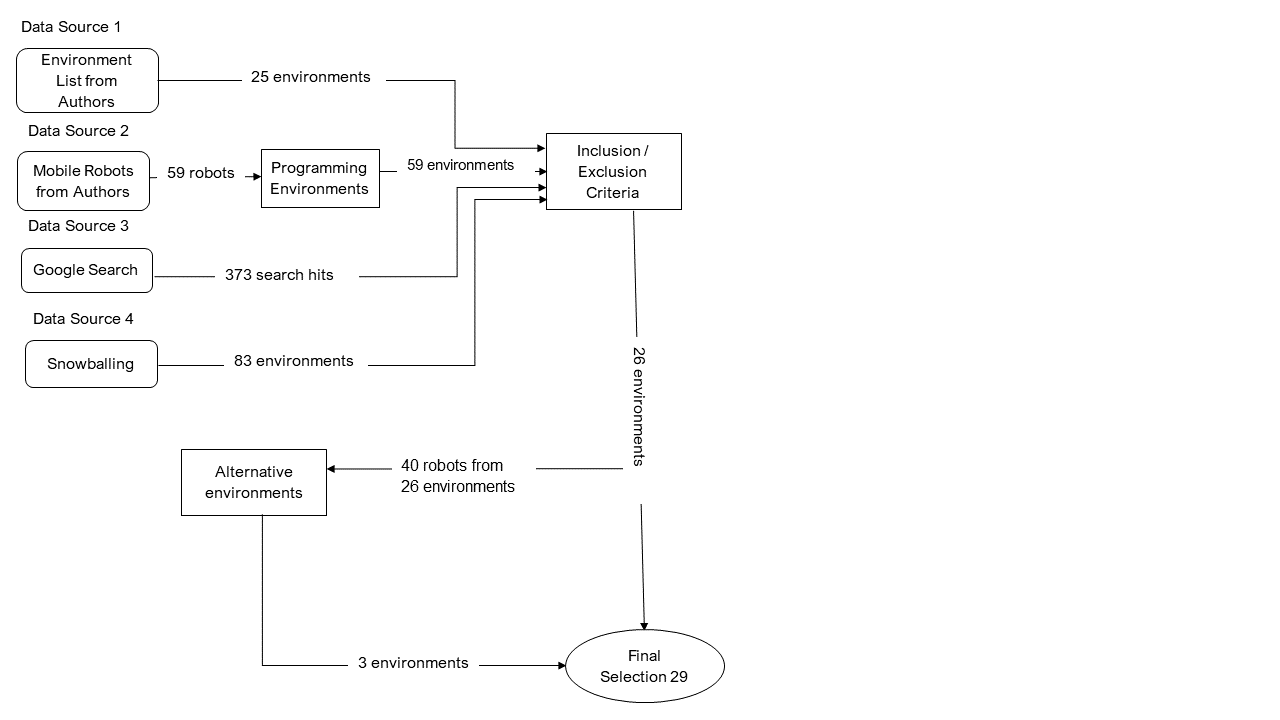 Data Source 1
Environment
List from
Authors
25 environments
Data Source 2
Mobile Robots
from Authors
59 robots
Programming
Environments
59 environments
Inclusion /
Exclusion
Criteria
Data Source 3
Google Search
373 search hits
Data Source 4
Snowballing
83 environments
26 environments
Alternative
environments
40 robots from
26 environments
3 environments
Final
Selection 29